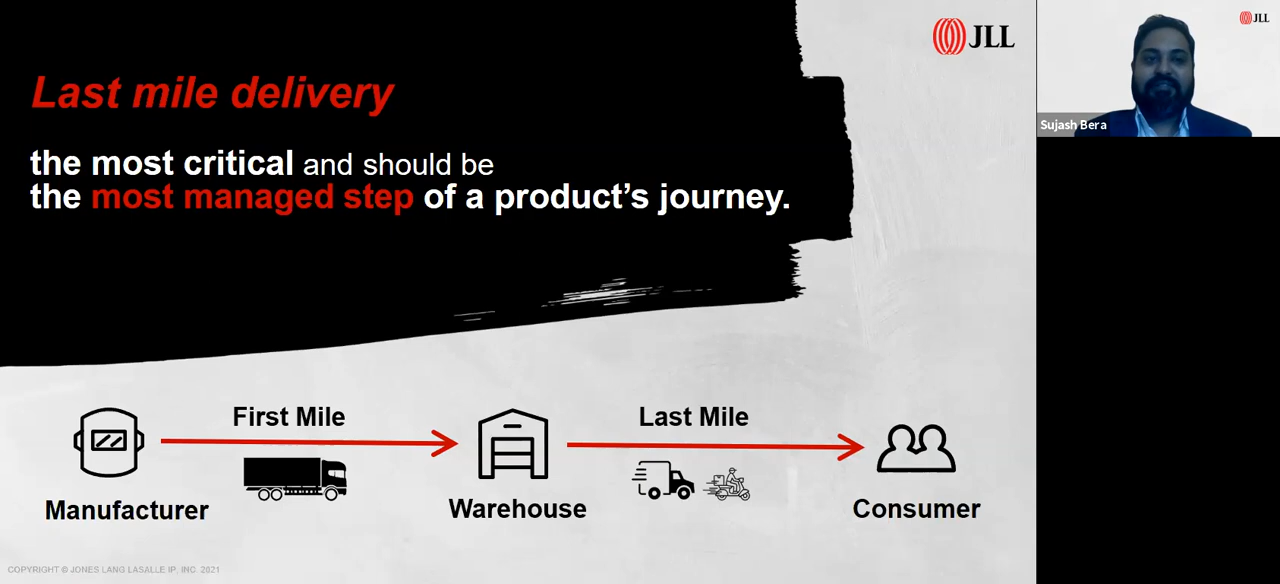 JLL
JLL
Last mile delivery
the most critical and should be
the most managed step of a product’s journey.
Sujash Bera
First Mile
Last Mile
Manufacturer
Warehouse
Consumer
COPYRIGHT © JONES LANG LASALLE IP, INC. 2021